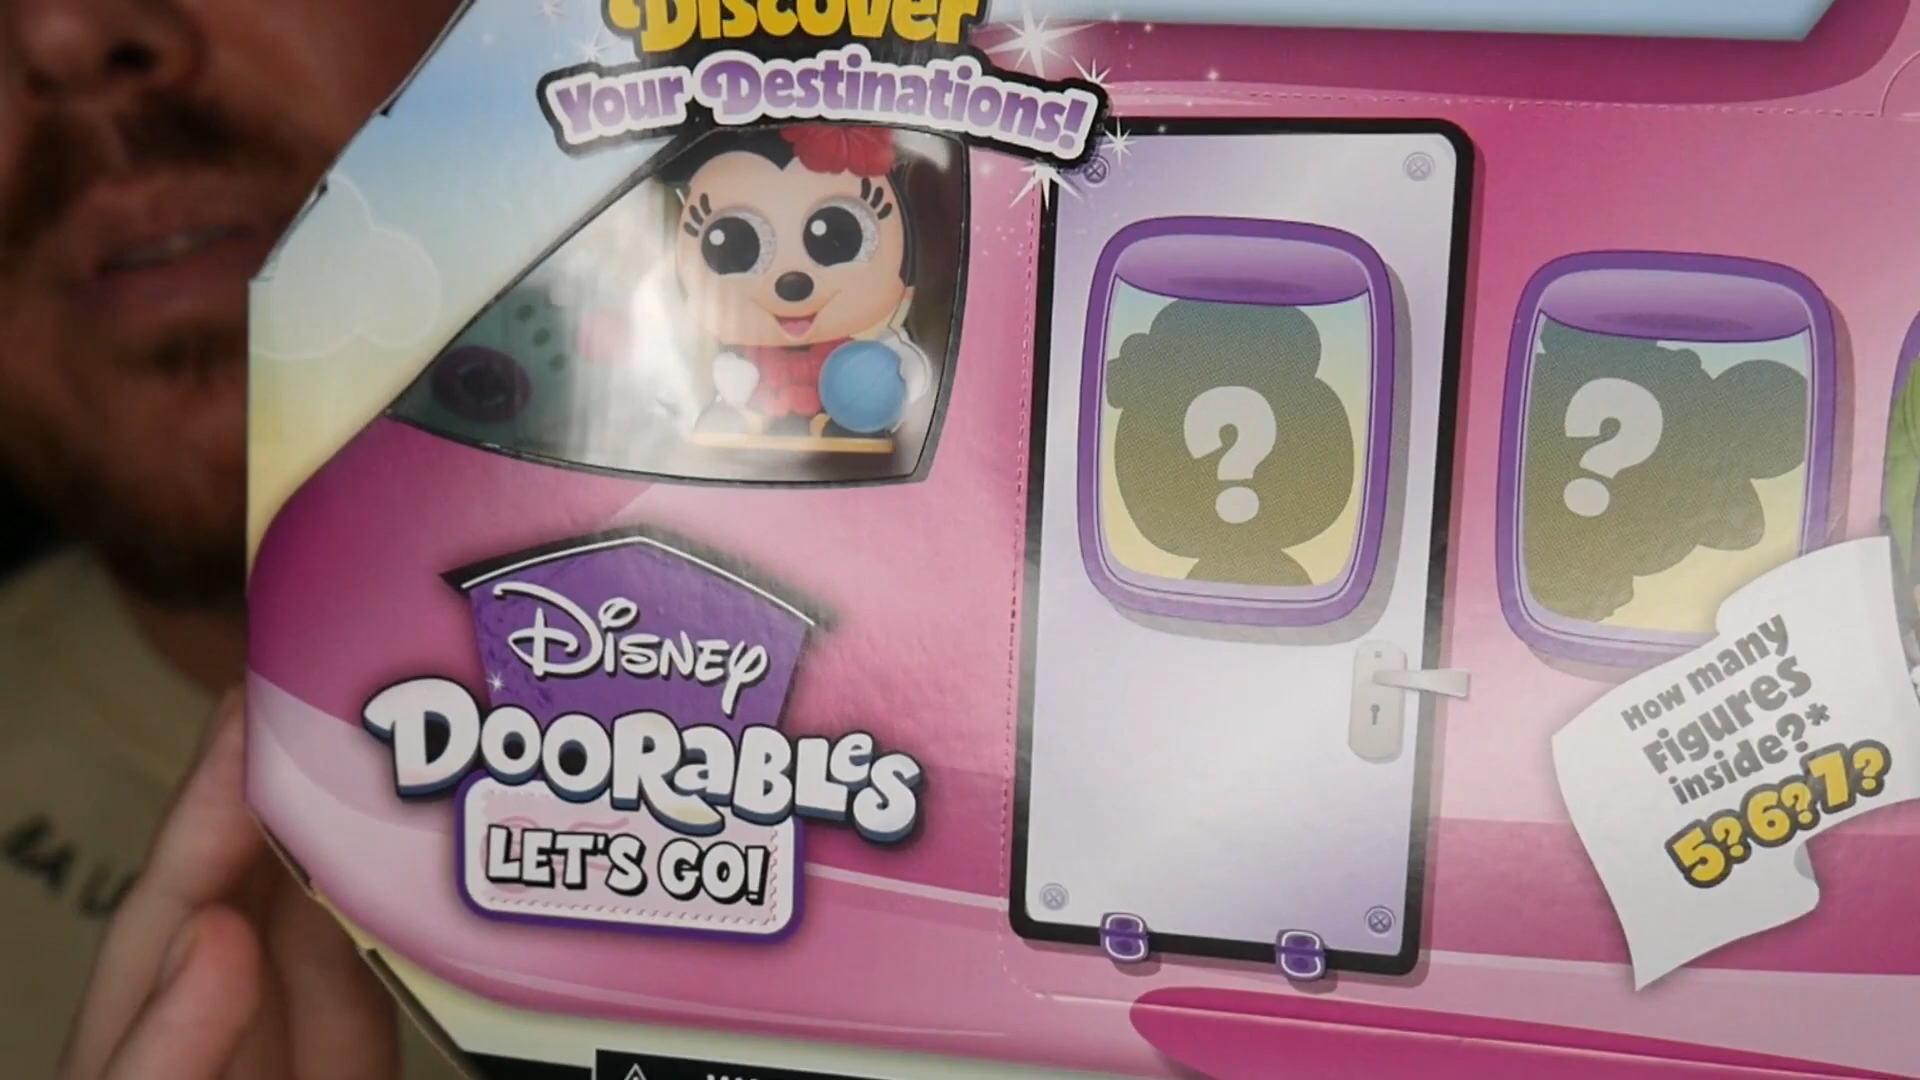 Discover
Your Destinations!
?
?
Disney
DOORaBLes
LET'S GO!
How many
Figures
inside?*
5?6?7?